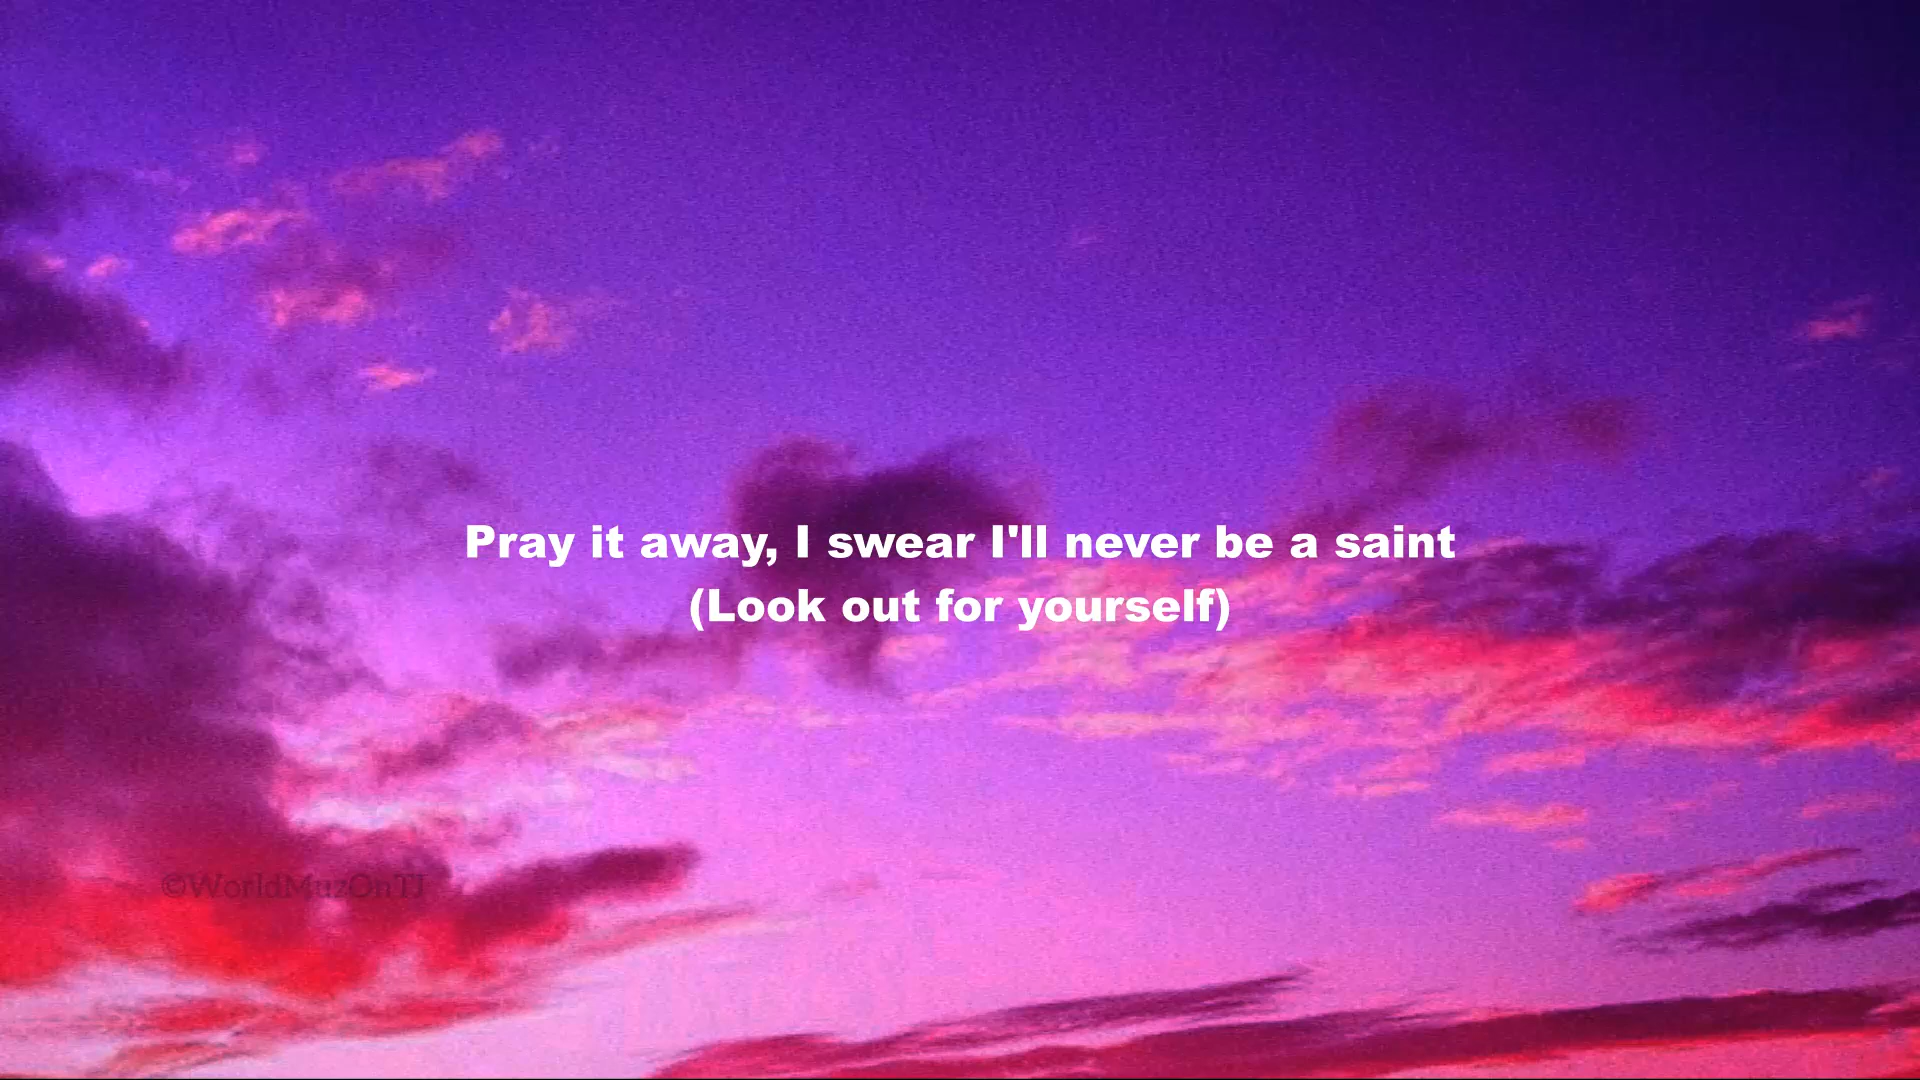 Pray it away, I swear I'll never be a saint
(Look out for yourself)
©WorldMuzOnTJ